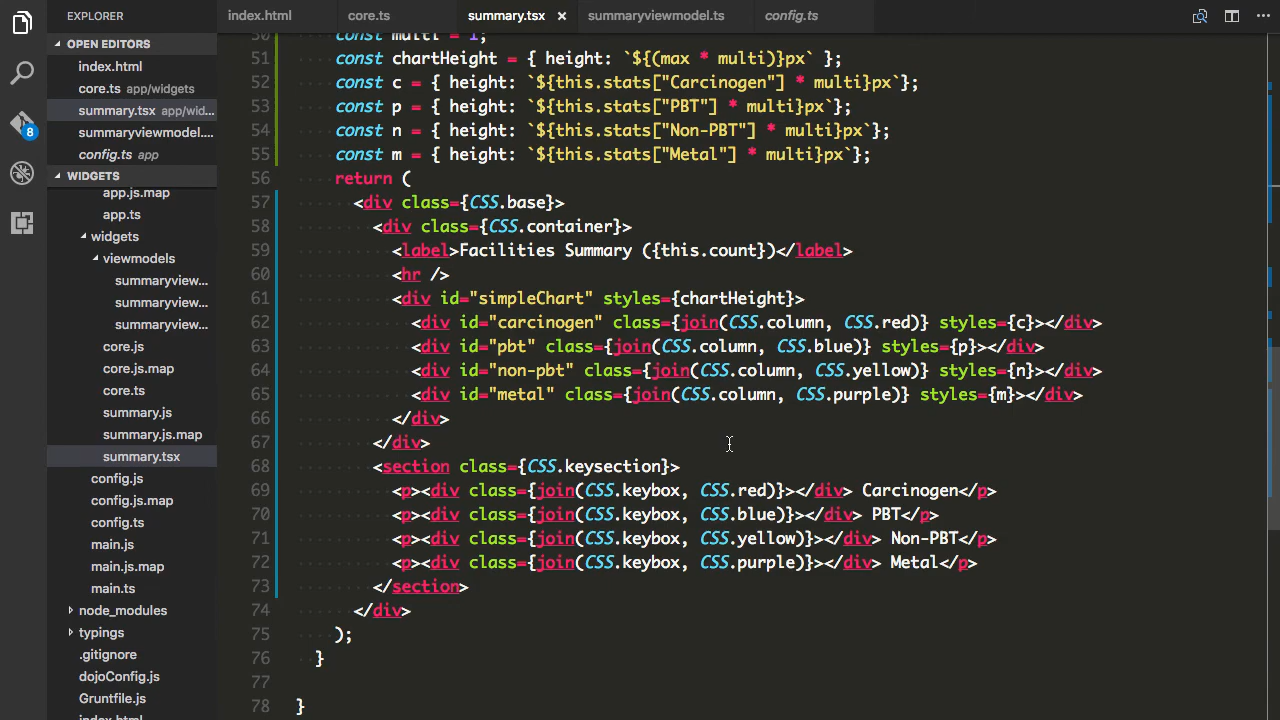 EXPLORER
index.html
core.ts
summary.tsx
summaryviewmodel.ts
config.ts
OPEN EDITORS
index.html
core.ts app/widgets
summary.tsx app/wid...
summaryviewmodel....
config.ts app
WIDGETS
app.js.map
app.ts
widgets
viewmodels
summaryview...
summaryview...
summaryview...
core.js
core.js.map
core.ts
summary.js
summary.js.map
summary.tsx
config.js
config.js.map
config.ts
main.js
main.js.map
main.ts
node_modules
typings
.gitignore
dojoConfig.js
Gruntfile.js
index.html
8
50 const multi = 1;
51 const chartHeight = { height: `${(max * multi)}px` };
52 const c = { height: `${this.stats["Carcinogen"] * multi}px`};
53 const p = { height: `${this.stats["PBT"] * multi}px`};
54 const n = { height: `${this.stats["Non-PBT"] * multi}px`};
55 const m = { height: `${this.stats["Metal"] * multi}px`};
56 return (
57 <div class={CSS.base}>
58 <div class={CSS.container}>
59 <label>Facilities Summary ({this.count})</label>
60 <hr />
61 <div id="simpleChart" styles={chartHeight}>
62 <div id="carcinogen" class={join(CSS.column, CSS.red)} styles={c}></div>
63 <div id="pbt" class={join(CSS.column, CSS.blue)} styles={p}></div>
64 <div id="non-pbt" class={join(CSS.column, CSS.yellow)} styles={n}></div>
65 <div id="metal" class={join(CSS.column, CSS.purple)} styles={m}></div>
66 </div>
67 </div>
68 <section class={CSS.keysection}>
69 <p><div class={join(CSS.keybox, CSS.red)}></div> Carcinogen</p>
70 <p><div class={join(CSS.keybox, CSS.blue)}></div> PBT</p>
71 <p><div class={join(CSS.keybox, CSS.yellow)}></div> Non-PBT</p>
72 <p><div class={join(CSS.keybox, CSS.purple)}></div> Metal</p>
73 </section>
74 </div>
75 );
76 }
77
78 }